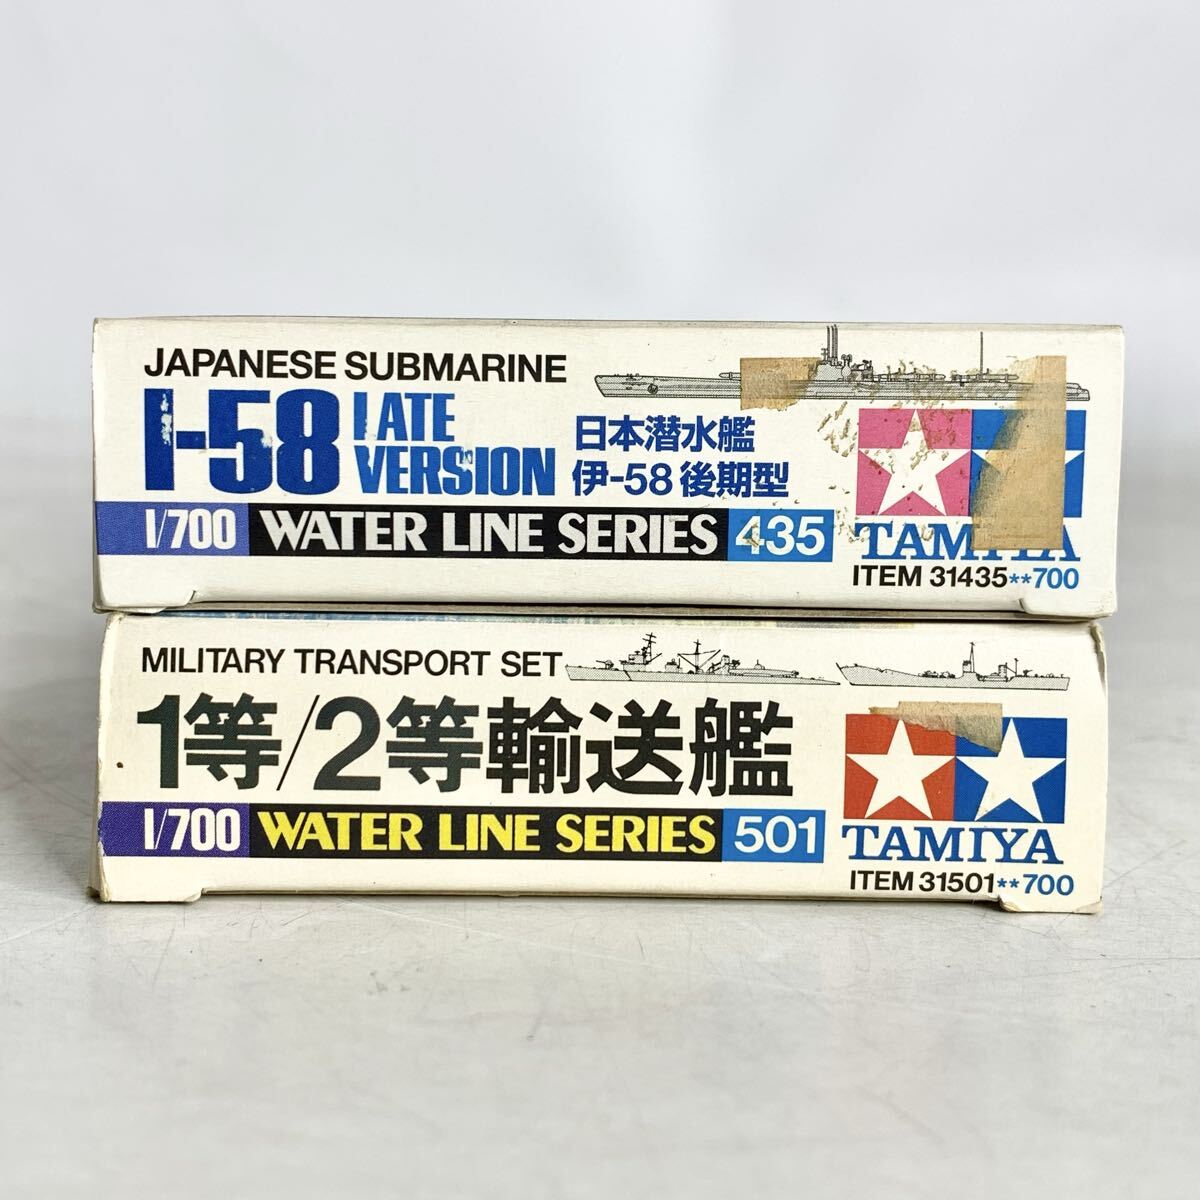 JAPANESE SUBMARINE
I-58 LATE VERSION
日本潜水艦
伊-58 後期型
1/700 WATER LINE SERIES 435
TAMIYA
ITEM 31435**700
MILITARY TRANSPORT SET
1等/2等輸送艦
1/700 WATER LINE SERIES 501
TAMIYA
ITEM 31501**700